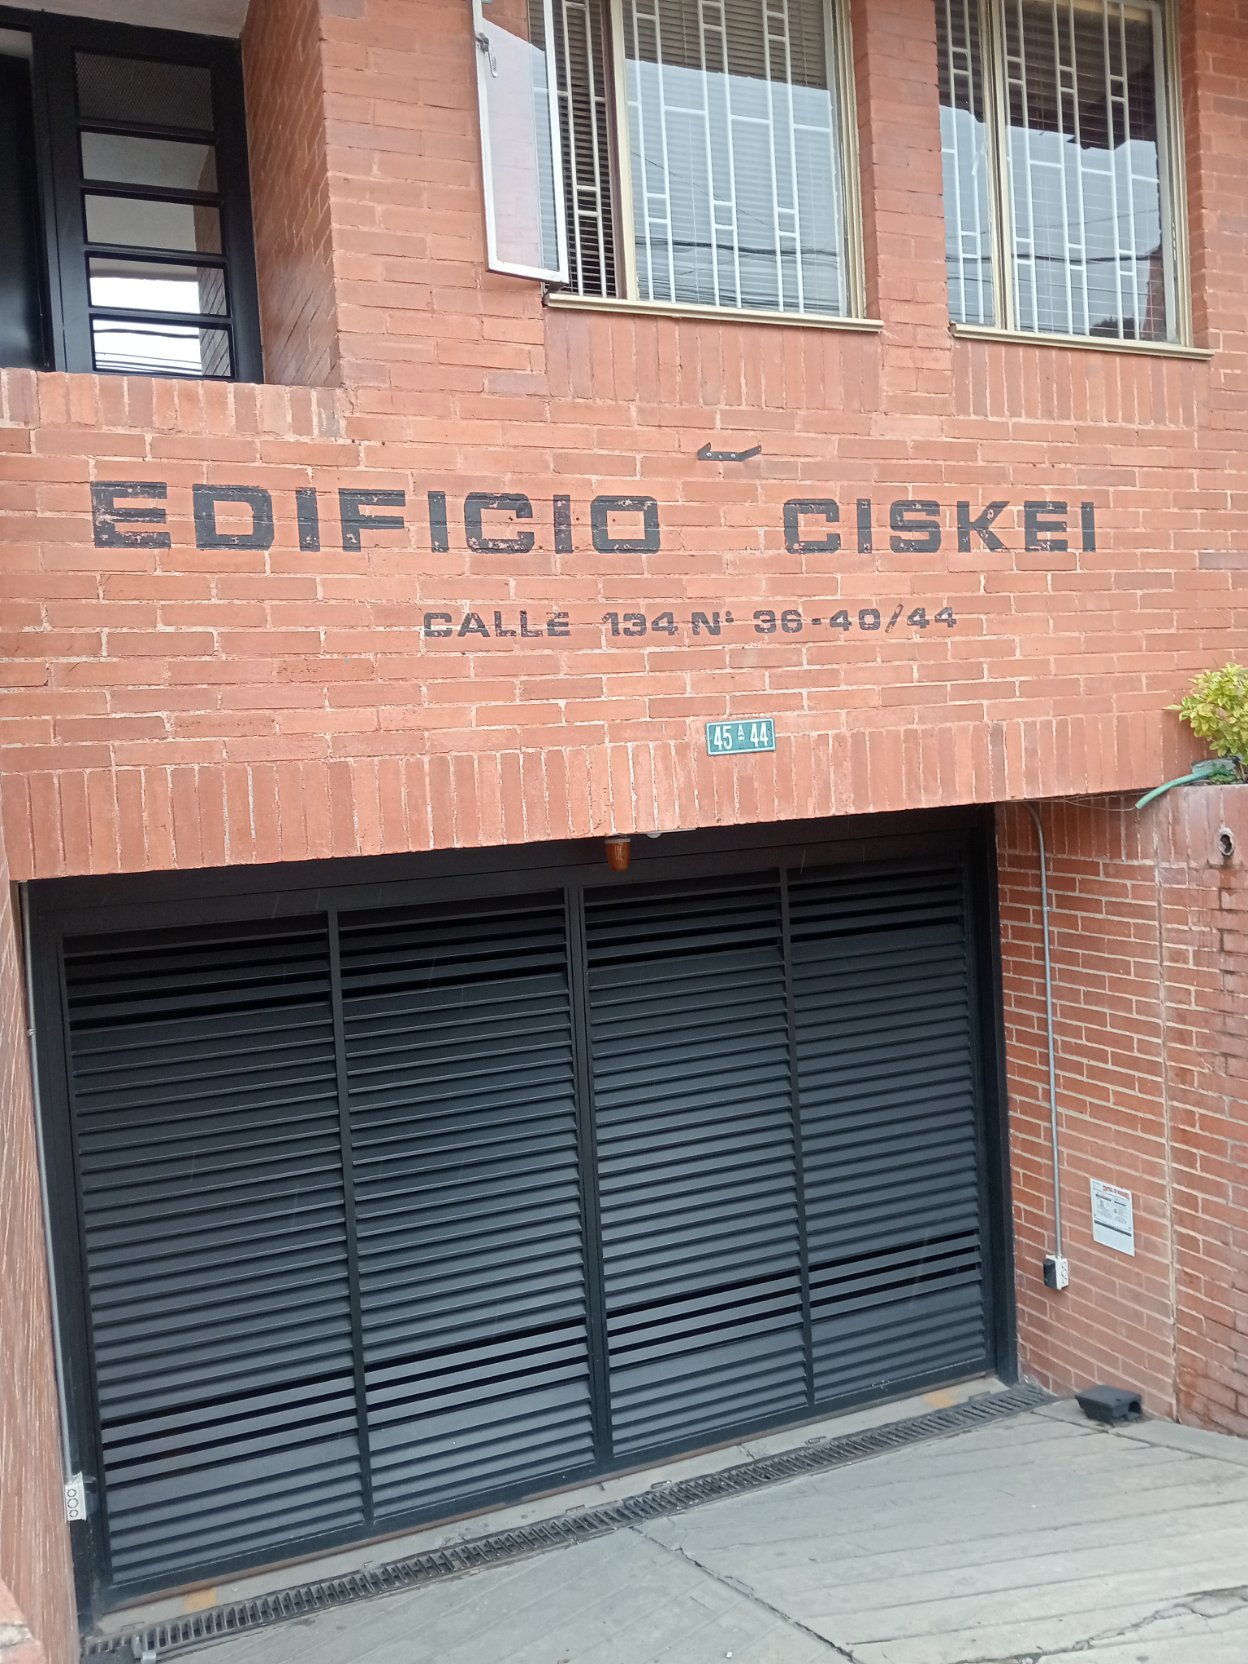 EDIFICIO CISKEI
CALLE 134 Nº 36-40/44
45 A 44